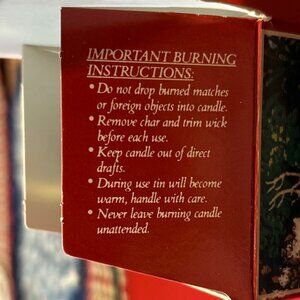 IMPORTANT BURNING
INSTRUCTIONS:
• Do not drop burned matches
or foreign objects into candle.
• Remove char and trim wick
before each use.
• Keep candle out of direct
drafts.
• During use tin will become
warm, handle with care.
• Never leave burning candle
unattended.